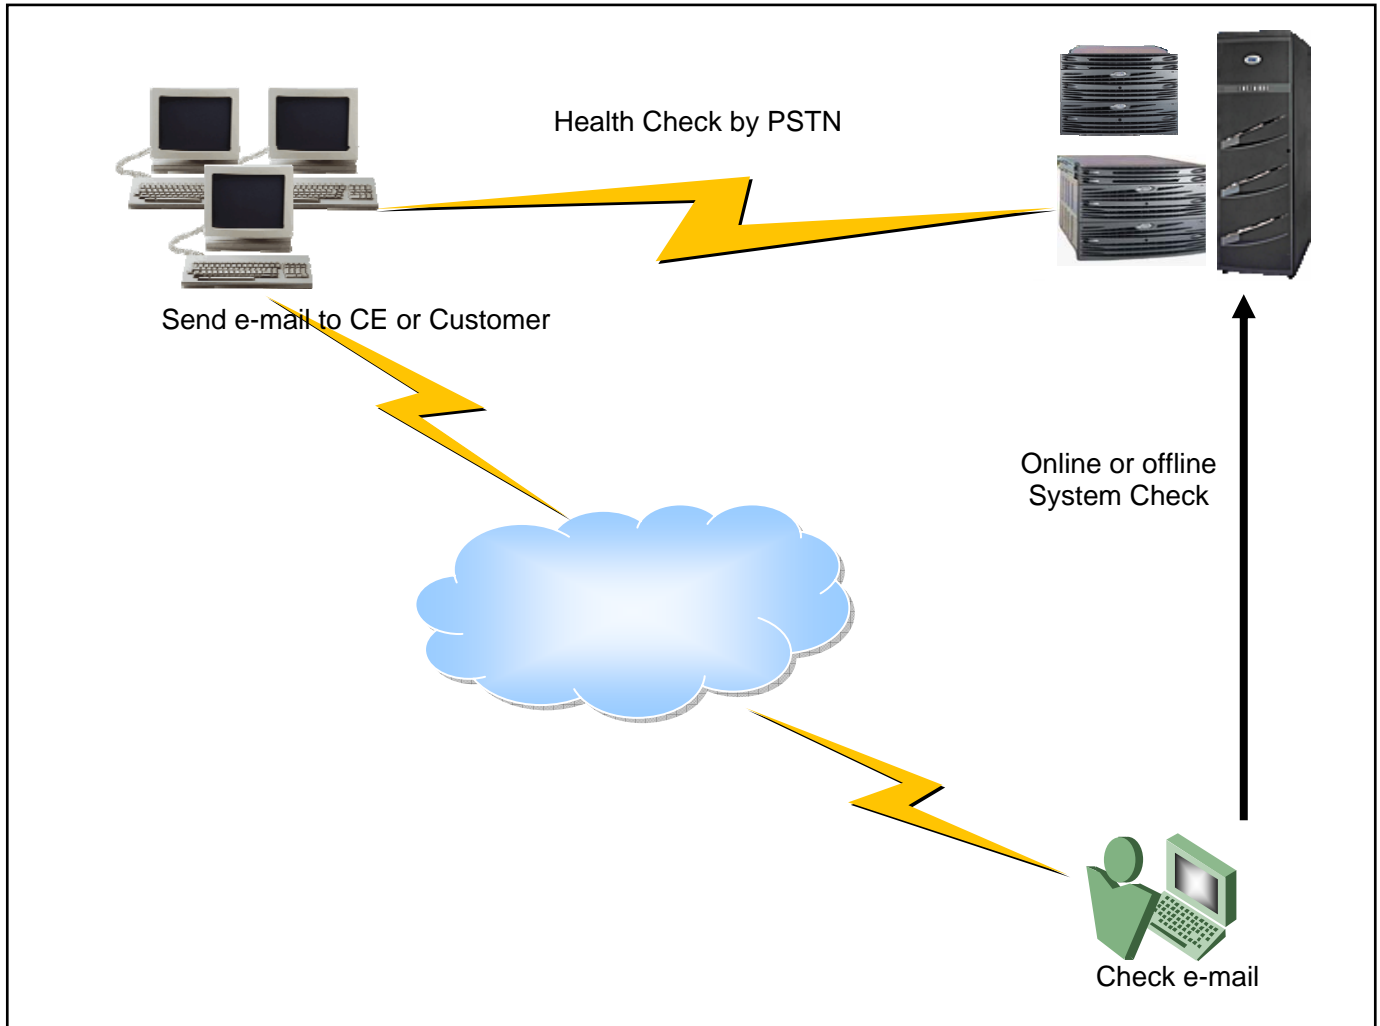 Health Check by PSTN
Send e-mail to CE or Customer
Online or offline
System Check
Check e-mail